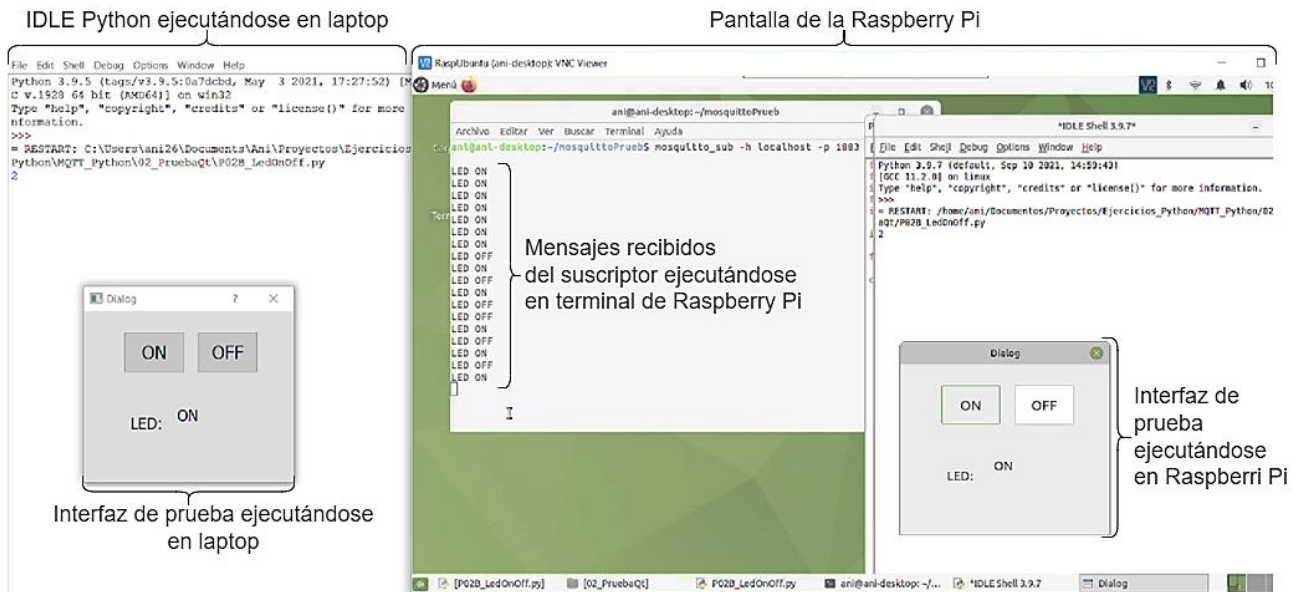 IDLE Python ejecutándose en laptop
File Edit Shell Debug Options Window Help
Python 3.9.5 (tags/v3.9.5:0a7dcbd, May 3 2021, 17:27:52) [M
C v.1928 64 bit (AMD64)] on win32
Type "help", "copyright", "credits" or "license()" for more
nformation.
>>>
= RESTART: C:\Users\ani26\Documents\Ani\Proyectos\Ejercicios
Python\MQTT_Python\02_PruebaQt\P02B_LedOnOff.py
2
Dialog ? ×
ON OFF
LED: ON
Interfaz de prueba ejecutándose
en laptop
Pantalla de la Raspberry Pi
RaspUbuntu (ani-desktop): VNC Viewer
Menú
ani@ani-desktop: ~/mosquittoPrueb
Archivo Editar Ver Buscar Terminal Ayuda
ani@ani-desktop:~/mosquittoPrueb$ mosquitto_sub -h localhost -p 1883
LED ON
LED ON
LED ON
LED ON
LED ON
LED ON
LED ON
LED OFF
LED ON
LED OFF
LED ON
LED OFF
LED OFF
LED ON
LED OFF
LED ON
LED OFF
LED ON
Mensajes recibidos
del suscriptor ejecutándose
en terminal de Raspberry Pi
*IDLE Shell 3.9.7*
File Edit Shell Debug Options Window Help
Python 3.9.7 (default, Sep 10 2021, 14:59:43)
[GCC 11.2.0] on linux
Type "help", "copyright", "credits" or "license()" for more information.
>>>
= RESTART: /home/ani/Documentos/Proyectos/Ejercicios_Python/MQTT_Python/02
aQt/P02B_LedOnOff.py
2
Dialog
ON OFF
LED: ON
Interfaz de
prueba
ejecutándose
en Raspberri Pi
[P02B_LedOnOff.py] [02_PruebaQt] P02B_LedOnOff.py ani@ani-desktop: ~/... *IDLE Shell 3.9.7 Dialog